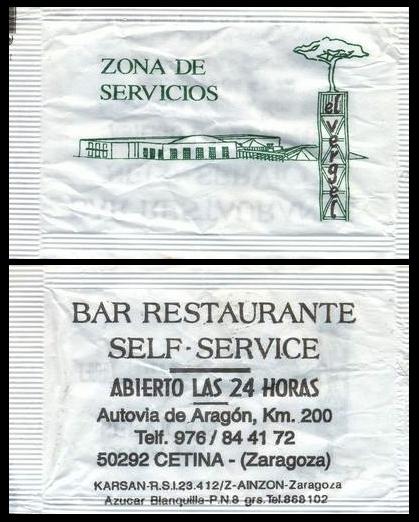 ZONA DE
SERVICIOS
el vergel
BAR RESTAURANTE
SELF-SERVICE
ABIERTO LAS 24 HORAS
Autovia de Aragón, Km. 200
Telf. 976 / 84 41 72
50292 CETINA - (Zaragoza)
KARSAN-R.S.I.23.412/Z-AINZON-Zaragoza
Azucar Blanquilla-P.N.8 grs.Tel.868102